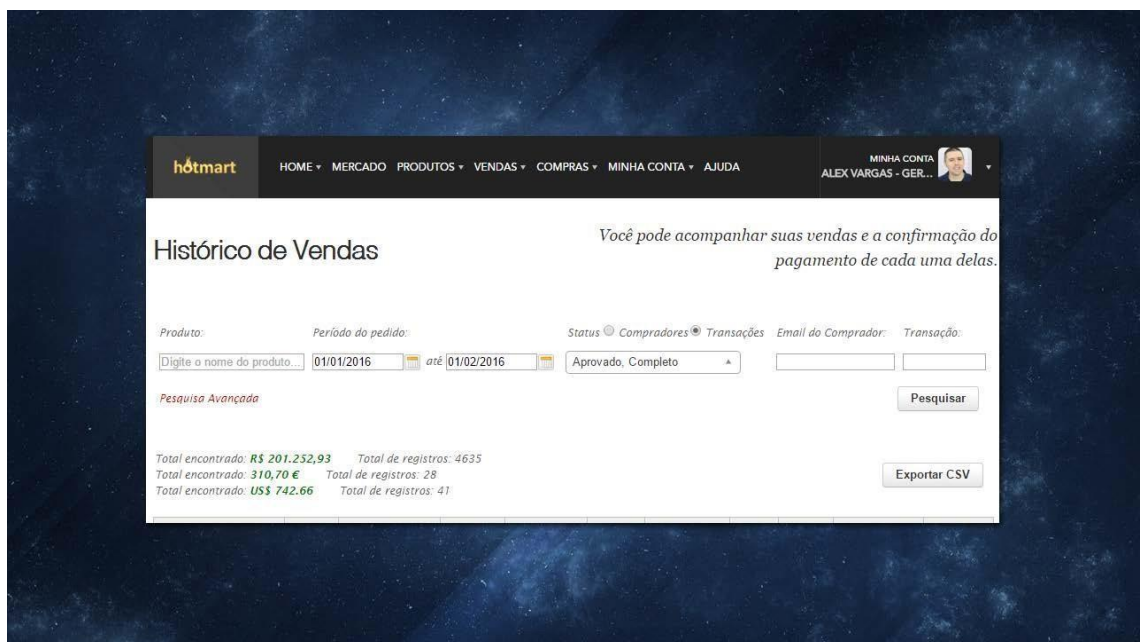 hotmart HOME MERCADO PRODUTOS VENDAS COMPRAS MINHA CONTA AJUDA
MINHA CONTA
ALEX VARGAS - GER...
Histórico de Vendas
Você pode acompanhar suas vendas e a confirmação do
pagamento de cada uma delas.
Produto: Período do pedido: Status Compradores Transações Email do Comprador: Transação:
Digite o nome do produto... 01/01/2016 até 01/02/2016 Aprovado, Completo
Pesquisa Avançada Pesquisar
Total encontrado: R$ 201.252,93 Total de registros: 4635
Total encontrado: 310,70 € Total de registros: 28
Exportar CSV
Total encontrado: US$ 742.66 Total de registros: 41